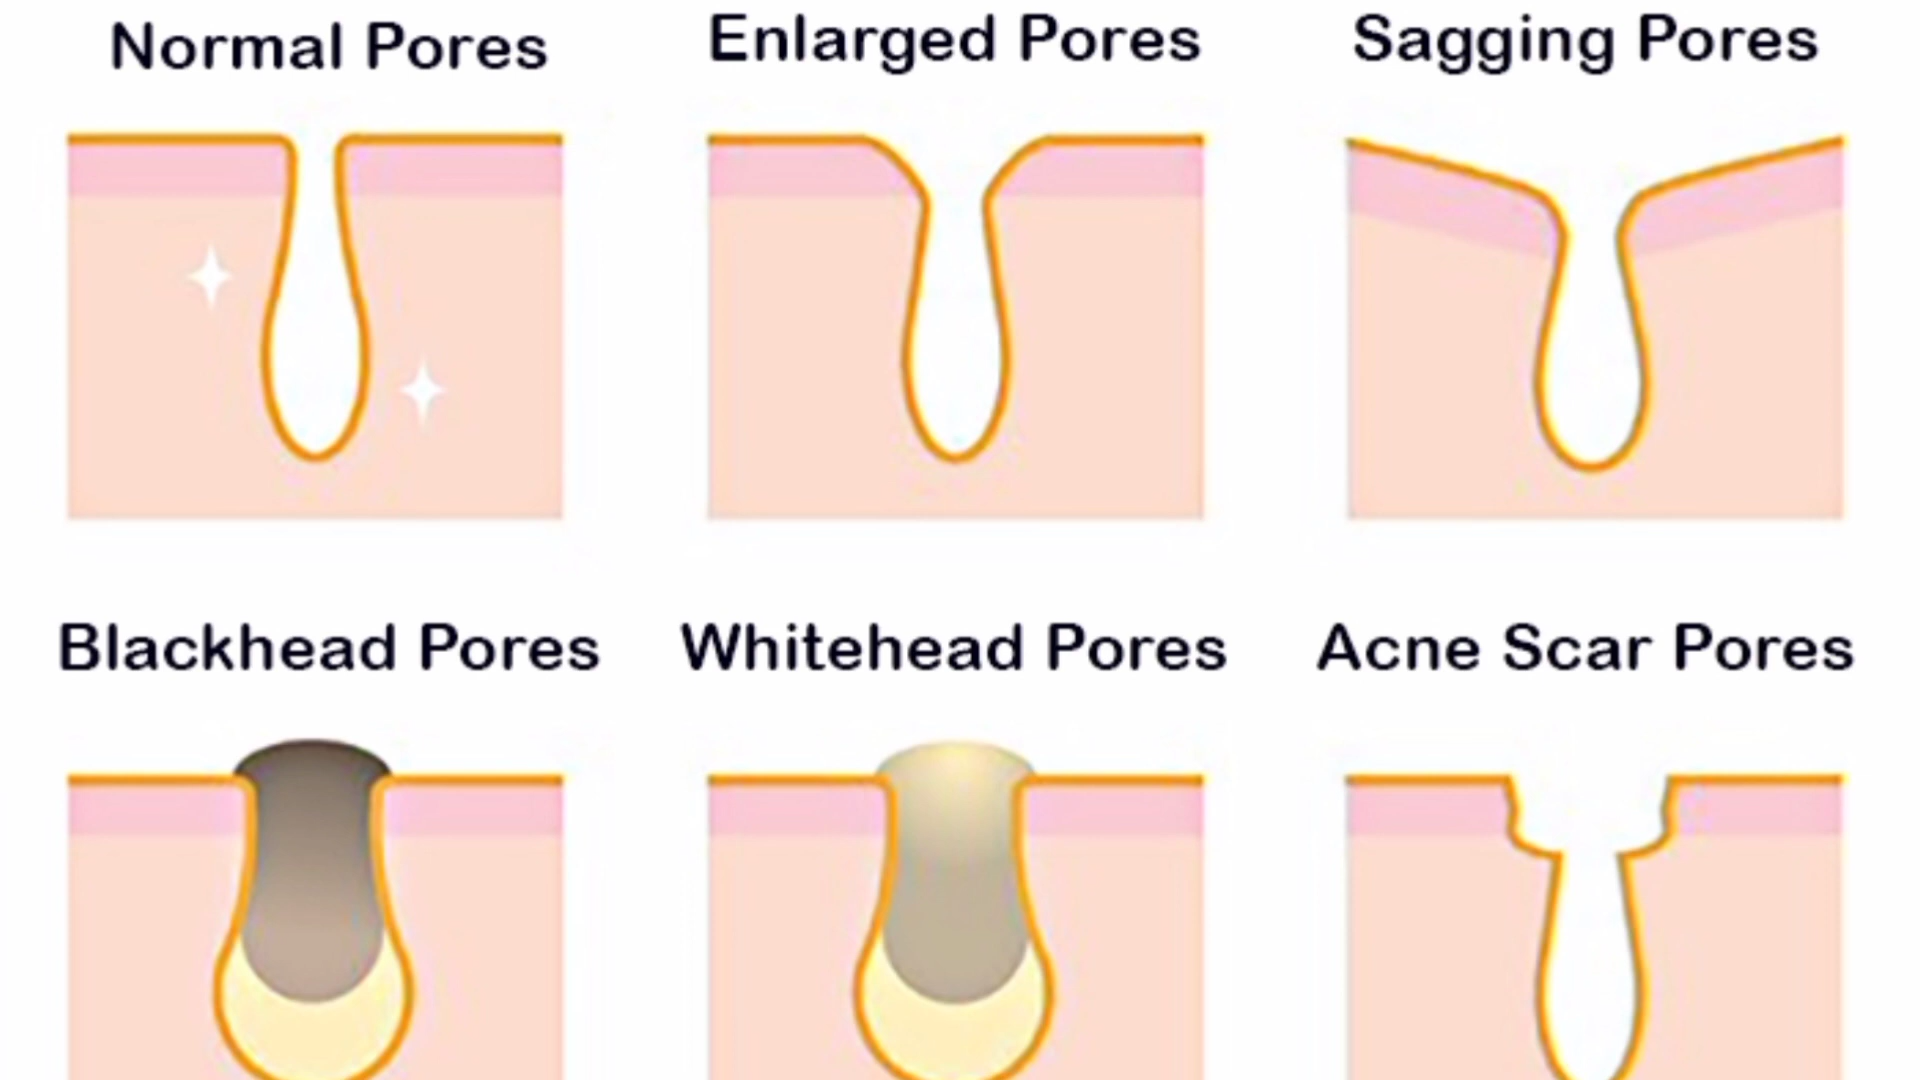 Normal Pores
Enlarged Pores
Sagging Pores
Blackhead Pores
Whitehead Pores
Acne Scar Pores